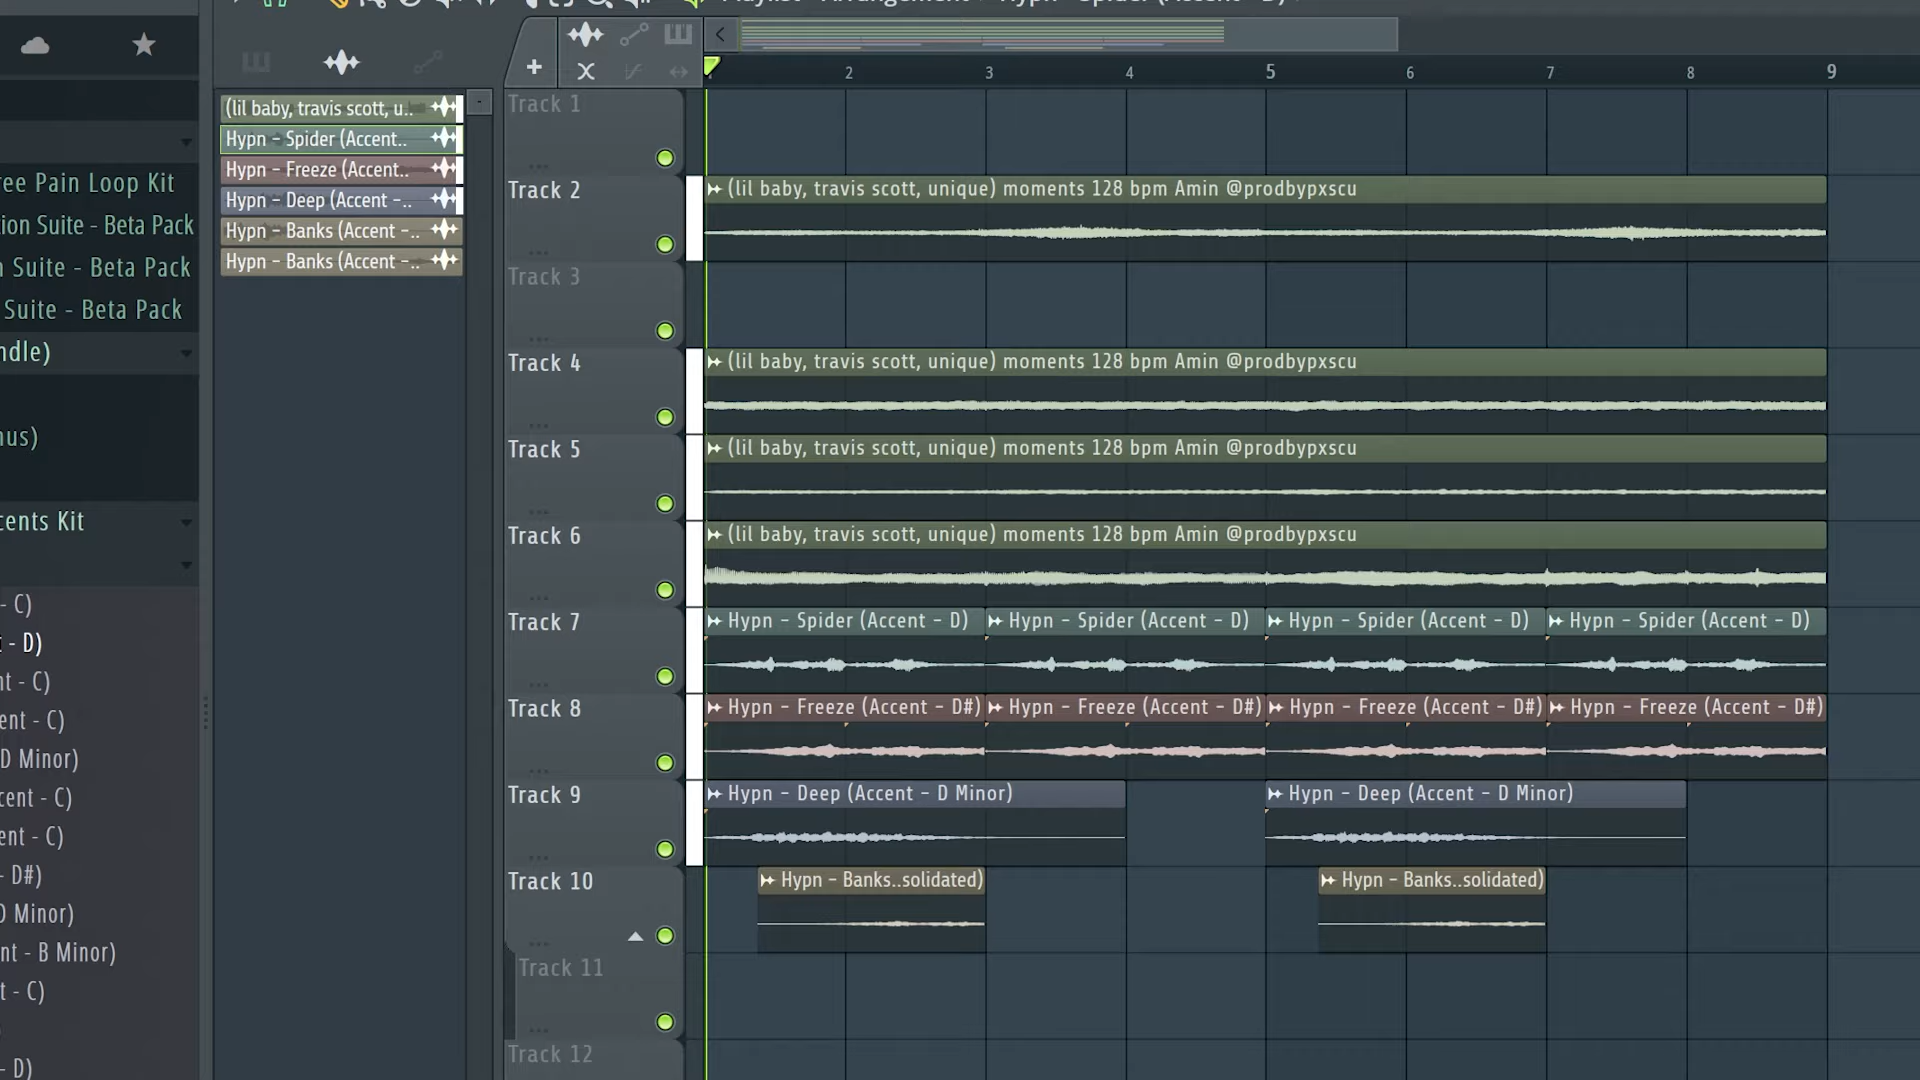 Playlist - Arrangement > Hypn - Spider (Accent - D)
2 3 4 5 6 7 8 9
(lil baby, travis scott, u..
Hypn - Spider (Accent..
Hypn - Freeze (Accent..
Hypn - Deep (Accent -..
Hypn - Banks (Accent -..
Hypn - Banks (Accent -..
ree Pain Loop Kit
tion Suite - Beta Pack
n Suite - Beta Pack
Suite - Beta Pack
ndle)
nus)
cents Kit
- C)
t - D)
nt - C)
ent - C)
D Minor)
cent - C)
ent - C)
- D#)
D Minor)
nt - B Minor)
t - C)
- D)
Track 1
Track 2
(lil baby, travis scott, unique) moments 128 bpm Amin @prodbypxscu
Track 3
Track 4
(lil baby, travis scott, unique) moments 128 bpm Amin @prodbypxscu
Track 5
(lil baby, travis scott, unique) moments 128 bpm Amin @prodbypxscu
Track 6
(lil baby, travis scott, unique) moments 128 bpm Amin @prodbypxscu
Track 7
Hypn - Spider (Accent - D) Hypn - Spider (Accent - D) Hypn - Spider (Accent - D) Hypn - Spider (Accent - D)
Track 8
Hypn - Freeze (Accent - D#) Hypn - Freeze (Accent - D#) Hypn - Freeze (Accent - D#) Hypn - Freeze (Accent - D#)
Track 9
Hypn - Deep (Accent - D Minor) Hypn - Deep (Accent - D Minor)
Track 10
Hypn - Banks..solidated) Hypn - Banks..solidated)
Track 11
Track 12